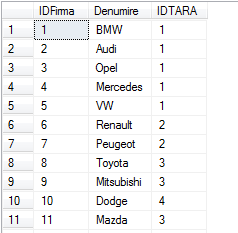 IDFirma Denumire IDTARA
1 1 BMW 1
2 2 Audi 1
3 3 Opel 1
4 4 Mercedes 1
5 5 VW 1
6 6 Renault 2
7 7 Peugeot 2
8 8 Toyota 3
9 9 Mitsubishi 3
10 10 Dodge 4
11 11 Mazda 3